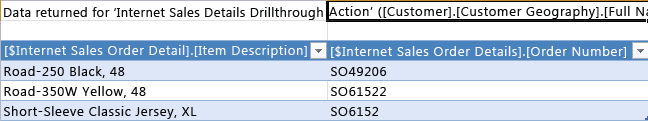 Data returned for ‘Internet Sales Details Drillthrough Action’ ([Customer].[Customer Geography].[Full
[$Internet Sales Order Detail].[Item Description] [$Internet Sales Order Details].[Order Number]
Road-250 Black, 48 SO49206
Road-350W Yellow, 48 SO61522
Short-Sleeve Classic Jersey, XL SO6152